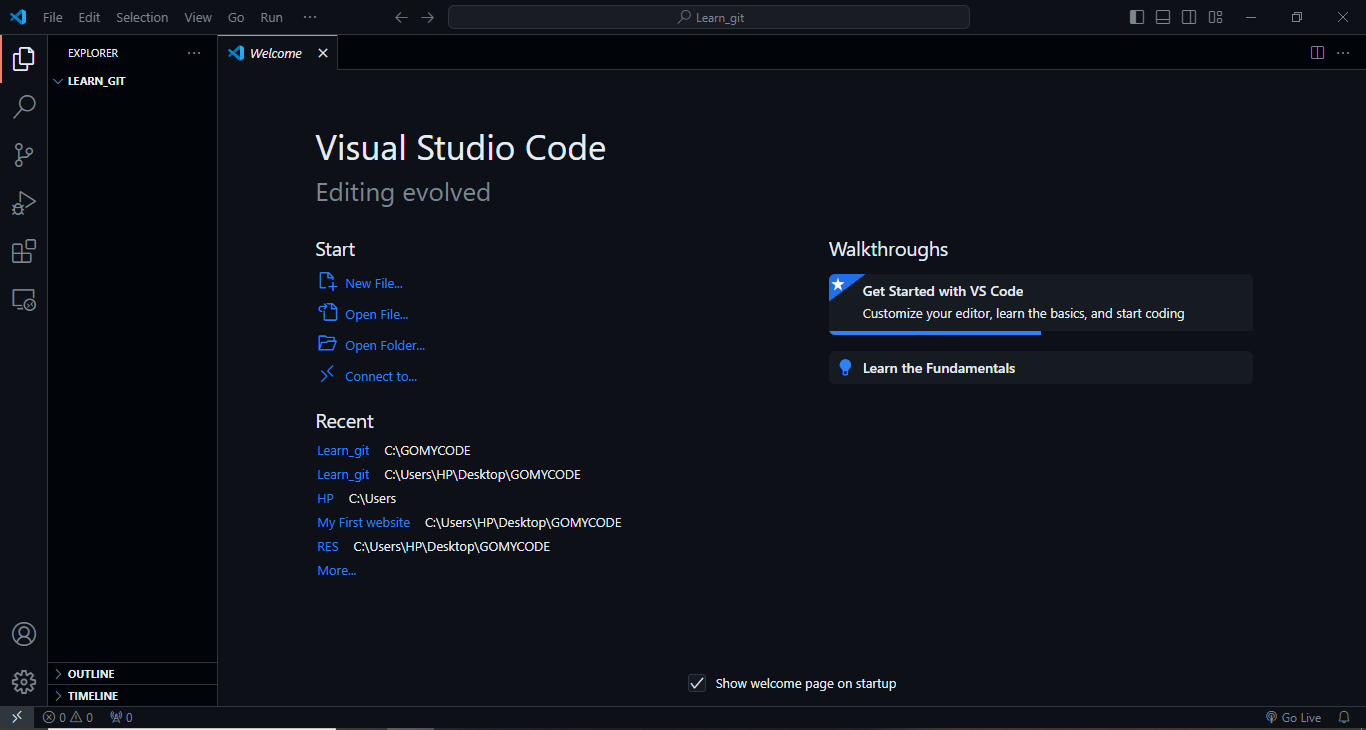 File Edit Selection View Go Run ···
Learn_git
EXPLORER ···
LEARN_GIT
Welcome
Visual Studio Code
Editing evolved
Start
New File...
Open File...
Open Folder...
Connect to...
Recent
Learn_git C:\GOMYCODE
Learn_git C:\Users\HP\Desktop\GOMYCODE
HP C:\Users
My First website C:\Users\HP\Desktop\GOMYCODE
RES C:\Users\HP\Desktop\GOMYCODE
More...
Walkthroughs
Get Started with VS Code
Customize your editor, learn the basics, and start coding
Learn the Fundamentals
Show welcome page on startup
OUTLINE
TIMELINE
0 0 0
Go Live